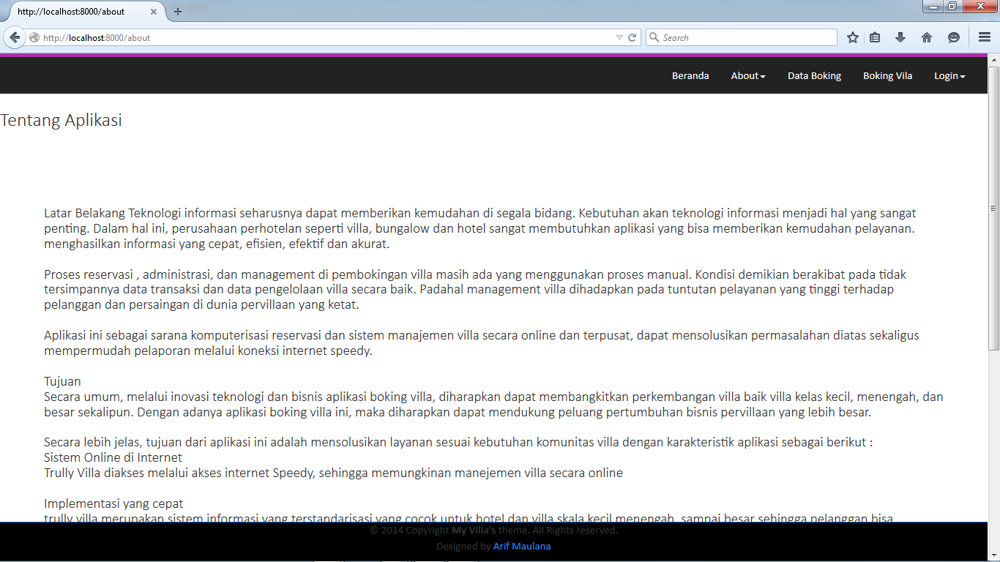 http://localhost:8000/about
http://localhost:8000/about
Search
Beranda About Data Boking Boking Vila Login
Tentang Aplikasi
Latar Belakang Teknologi informasi seharusnya dapat memberikan kemudahan di segala bidang. Kebutuhan akan teknologi informasi menjadi hal yang sangat
penting. Dalam hal ini, perusahaan perhotelan seperti villa, bungalow dan hotel sangat membutuhkan aplikasi yang bisa memberikan kemudahan pelayanan.
menghasilkan informasi yang cepat, efisien, efektif dan akurat.
Proses reservasi , administrasi, dan management di pembokingan villa masih ada yang menggunakan proses manual. Kondisi demikian berakibat pada tidak
tersimpannya data transaksi dan data pengelolaan villa secara baik. Padahal management villa dihadapkan pada tuntutan pelayanan yang tinggi terhadap
pelanggan dan persaingan di dunia pervillaan yang ketat.
Aplikasi ini sebagai sarana komputerisasi reservasi dan sistem manajemen villa secara online dan terpusat, dapat mensolusikan permasalahan diatas sekaligus
mempermudah pelaporan melalui koneksi internet speedy.
Tujuan
Secara umum, melalui inovasi teknologi dan bisnis aplikasi boking villa, diharapkan dapat membangkitkan perkembangan villa baik villa kelas kecil, menengah, dan
besar sekalipun. Dengan adanya aplikasi boking villa ini, maka diharapkan dapat mendukung peluang pertumbuhan bisnis pervillaan yang lebih besar.
Secara lebih jelas, tujuan dari aplikasi ini adalah mensolusikan layanan sesuai kebutuhan komunitas villa dengan karakteristik aplikasi sebagai berikut :
Sistem Online di Internet
Trully Villa diakses melalui akses internet Speedy, sehingga memungkinan manejemen villa secara online
Implementasi yang cepat
trully villa merupakan sistem informasi yang terstandarisasi yang cocok untuk hotel dan villa skala kecil menengah, sampai besar sehingga pelanggan bisa
© 2014 Copyright My Villa's theme. All Rights reserved.
Designed by Arif Maulana